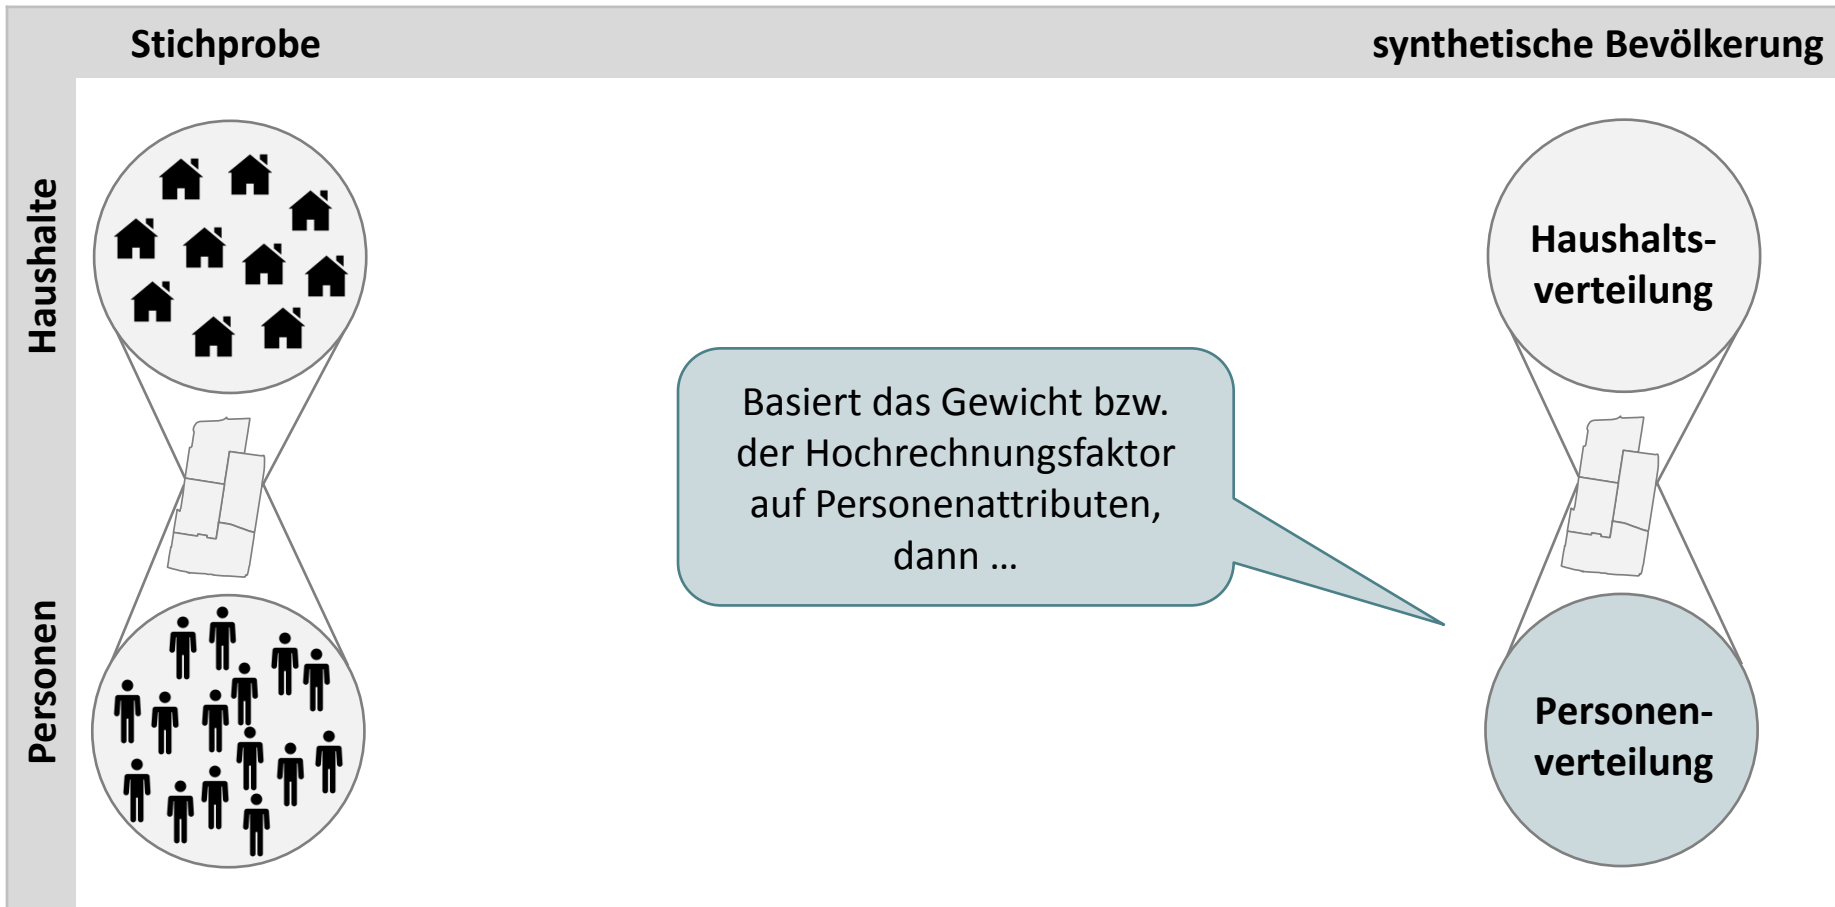 Stichprobe
synthetische Bevölkerung
Haushalte
Haushalts-
verteilung
Basiert das Gewicht bzw.
der Hochrechnungsfaktor
auf Personenattributen,
dann ...
Personen
Personen-
verteilung